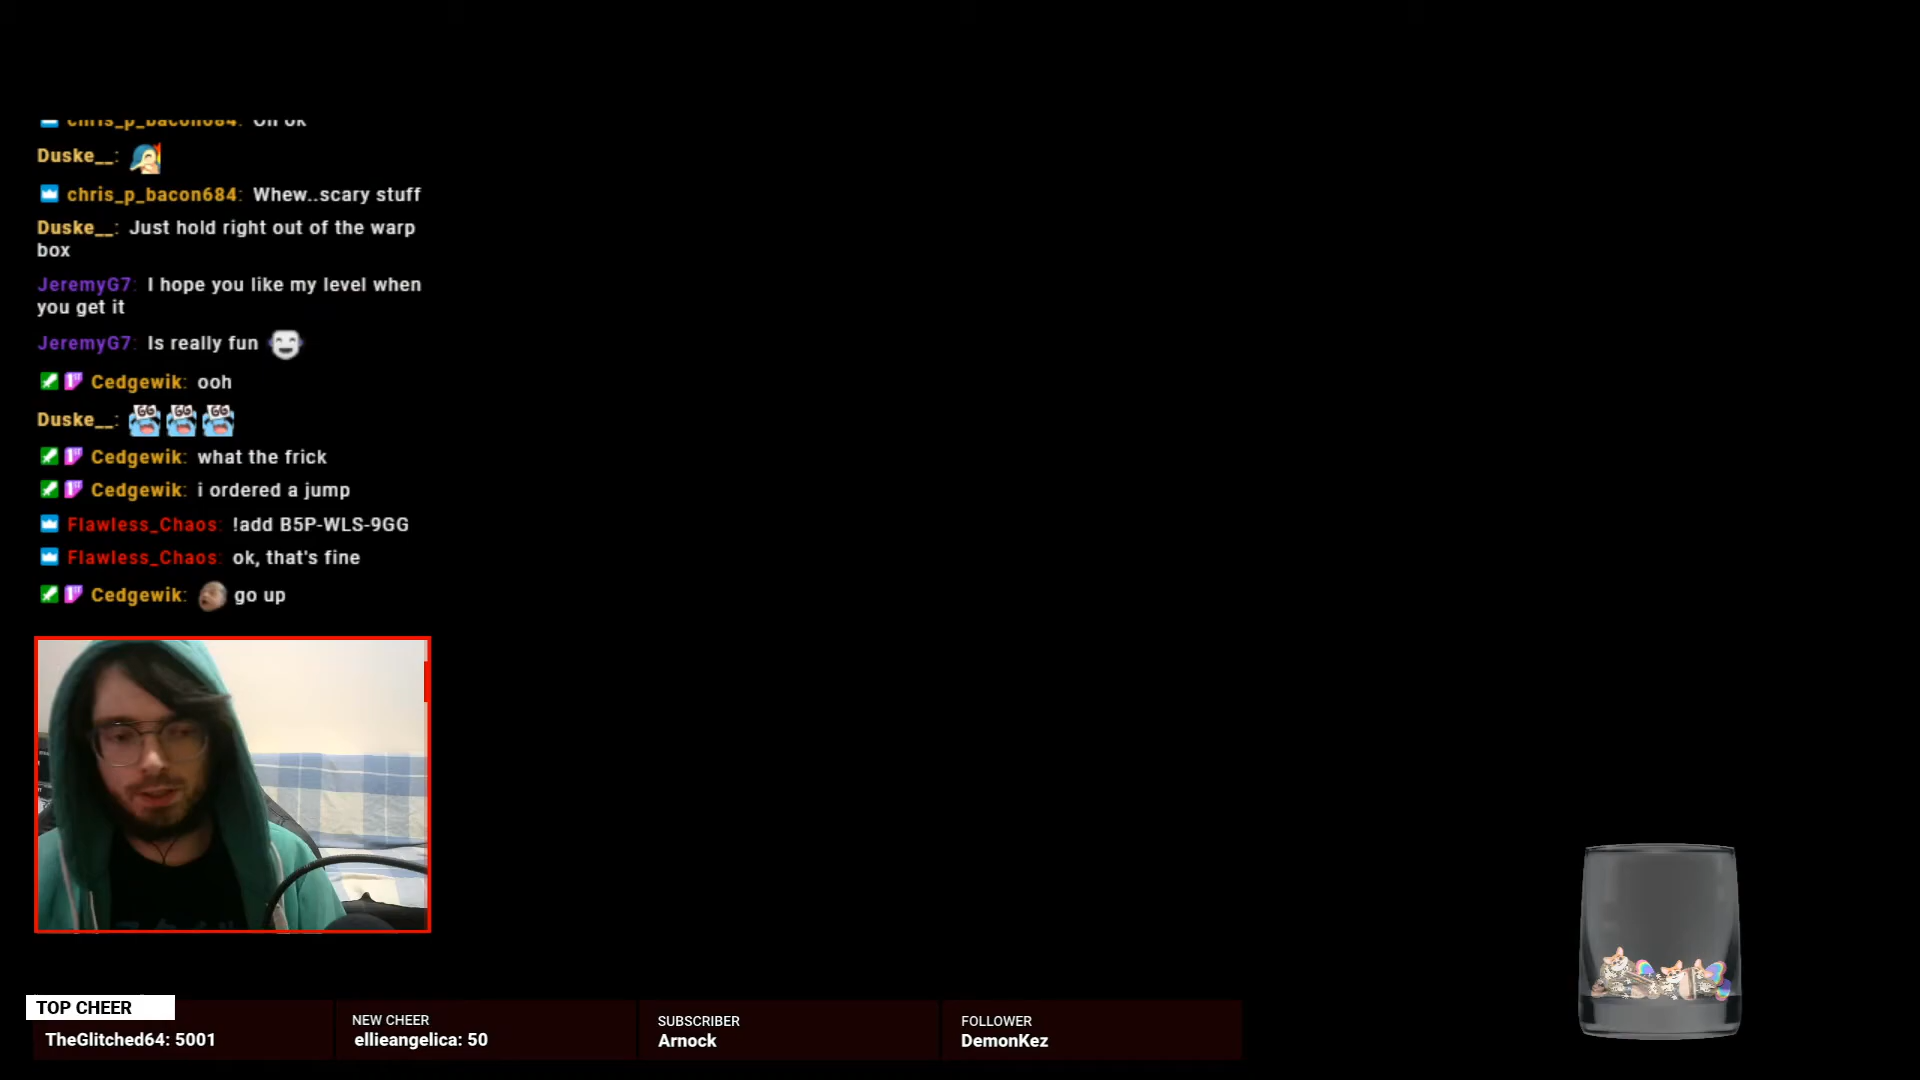 chris_p_bacon684: Oh ok
Duske__:
chris_p_bacon684: Whew..scary stuff
Duske__: Just hold right out of the warp
box
JeremyG7: I hope you like my level when
you get it
JeremyG7: Is really fun
Cedgewik: ooh
Duske__:
Cedgewik: what the frick
Cedgewik: i ordered a jump
Flawless_Chaos: !add B5P-WLS-9GG
Flawless_Chaos: ok, that's fine
Cedgewik: go up
TOP CHEER
TheGlitched64: 5001
NEW CHEER
ellieangelica: 50
SUBSCRIBER
Arnock
FOLLOWER
DemonKez